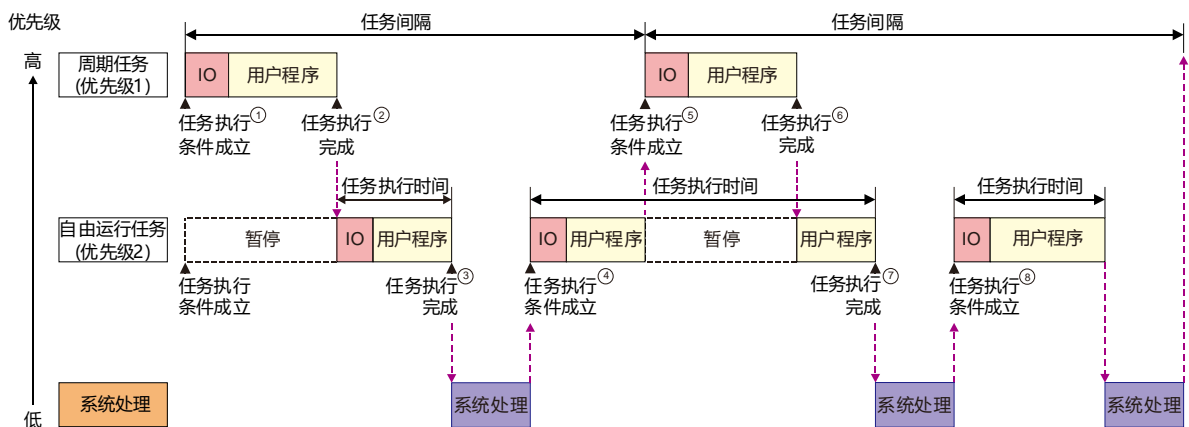 优先级
任务间隔
任务间隔
高
周期任务
(优先级1)
IO
用户程序
IO
用户程序
任务执行①
条件成立
任务执行②
完成
任务执行⑤
条件成立
任务执行⑥
完成
任务执行时间
任务执行时间
任务执行时间
自由运行任务
(优先级2)
暂停
IO
用户程序
IO
用户程序
暂停
用户程序
IO
用户程序
任务执行
条件成立
任务执行③
完成
任务执行④
条件成立
任务执行⑦
完成
任务执行⑧
条件成立
低
系统处理
系统处理
系统处理
系统处理